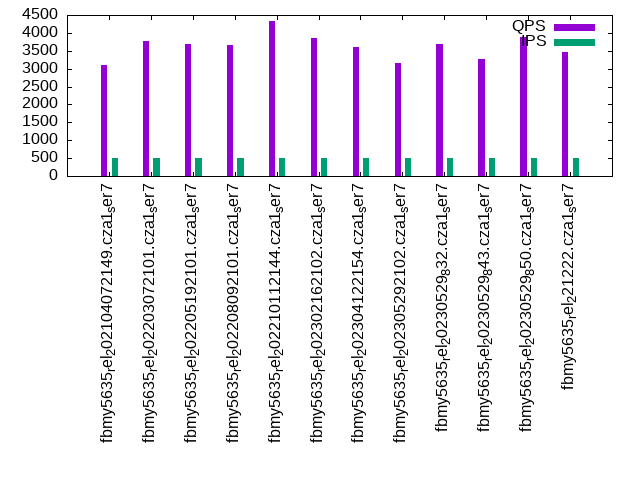 4500
4000
3500
3000
2500
2000
1500
1000
500
0
QPS
IPS
fbmy5635rel202104072149.cza1ser7
fbmy5635rel202203072101.cza1ser7
fbmy5635rel202205192101.cza1ser7
fbmy5635rel202208092101.cza1ser7
fbmy5635rel202210112144.cza1ser7
fbmy5635rel202302162102.cza1ser7
fbmy5635rel202304122154.cza1ser7
fbmy5635rel202305292102.cza1ser7
fbmy5635rel20230529832.cza1ser7
fbmy5635rel20230529843.cza1ser7
fbmy5635rel20230529850.cza1ser7
fbmy5635rel221222.cza1ser7